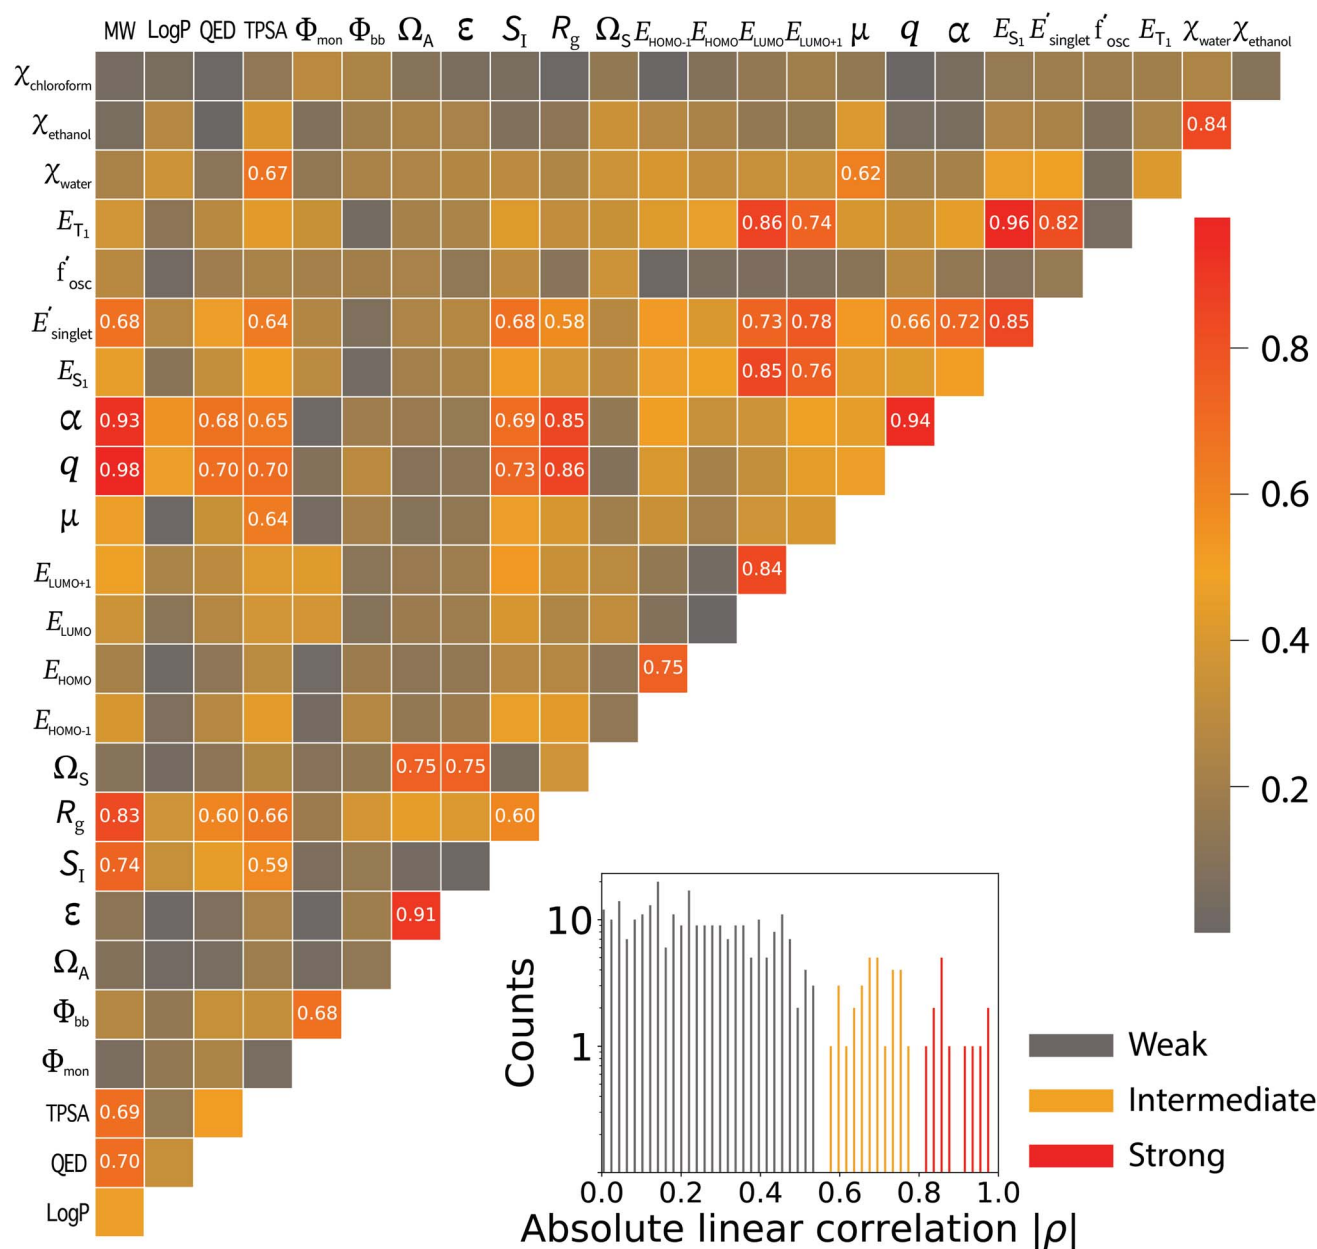 MW LogP QED TPSA Φmon Φbb ΩA ε SI Rg ΩS EHOMO-1 EHOMO ELUMO ELUMO+1 μ q α ES1 E′singlet f′osc ET1 χwater χethanol
χchloroform
χethanol 0.84
χwater 0.67 0.62
ET1 0.86 0.74 0.96 0.82
f′osc
E′singlet 0.68 0.64 0.68 0.58 0.73 0.78 0.66 0.72 0.85
ES1 0.85 0.76
α 0.93 0.68 0.65 0.69 0.85 0.94
q 0.98 0.70 0.70 0.73 0.86
μ 0.64
ELUMO+1 0.84
ELUMO
EHOMO 0.75
EHOMO-1
ΩS 0.75 0.75
Rg 0.83 0.60 0.66 0.60
SI 0.74 0.59
ε 0.91
ΩA
Φbb 0.68
Φmon
TPSA 0.69
QED 0.70
LogP
0.8
0.6
0.4
0.2
Counts
10
1
0.0 0.2 0.4 0.6 0.8 1.0
Absolute linear correlation |ρ|
Weak
Intermediate
Strong